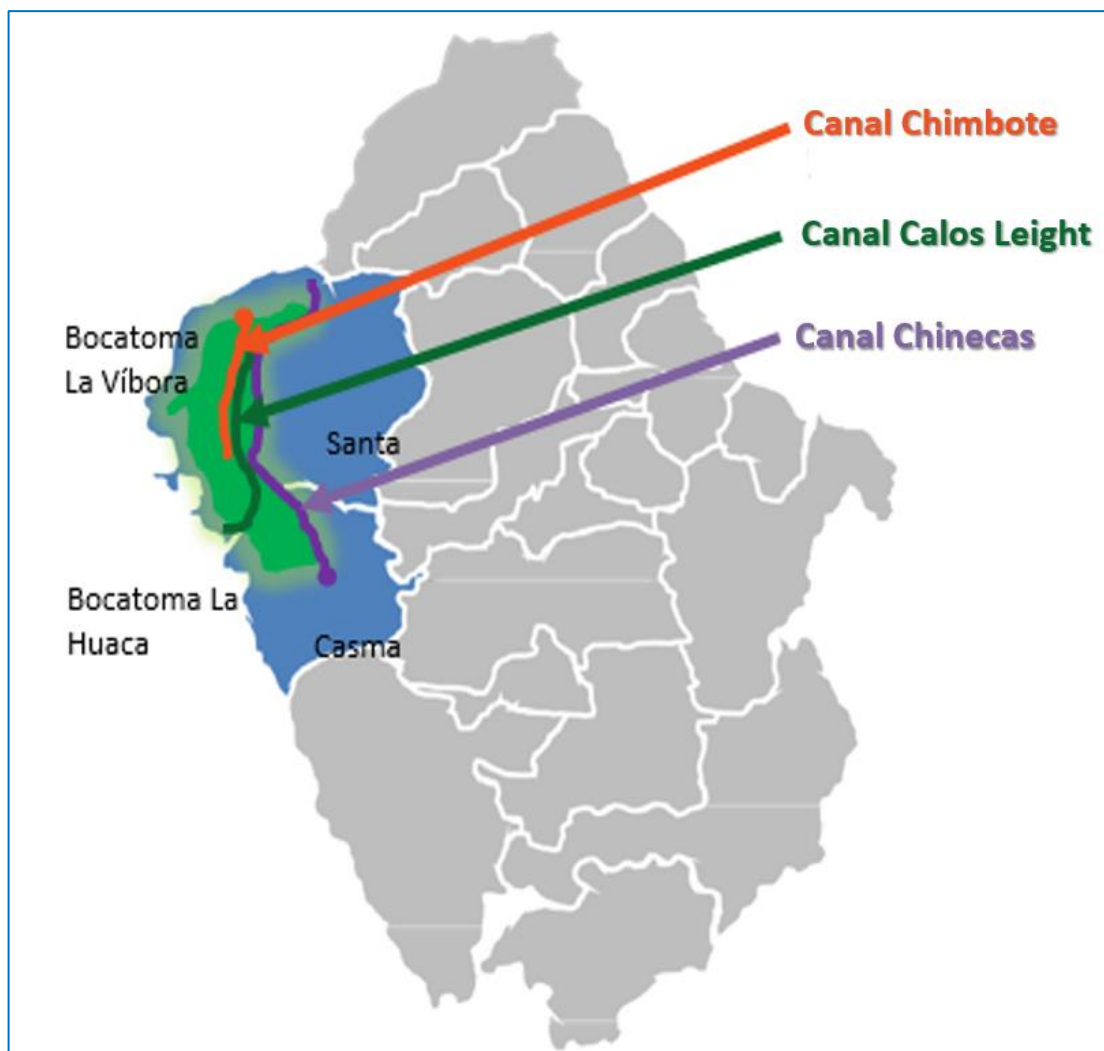 Canal Chimbote
Canal Calos Leight
Bocatoma
La Víbora
Canal Chinecas
Santa
Bocatoma La
Huaca
Casma